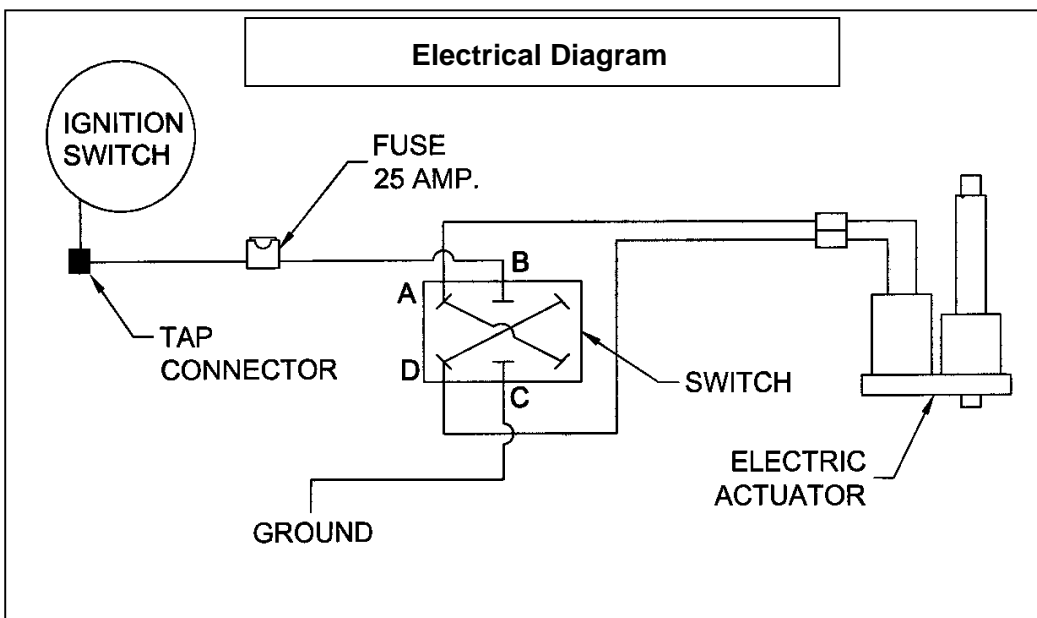 Electrical Diagram
IGNITION
SWITCH
FUSE
25 AMP.
B
A
TAP
CONNECTOR
D
SWITCH
C
ELECTRIC
ACTUATOR
GROUND